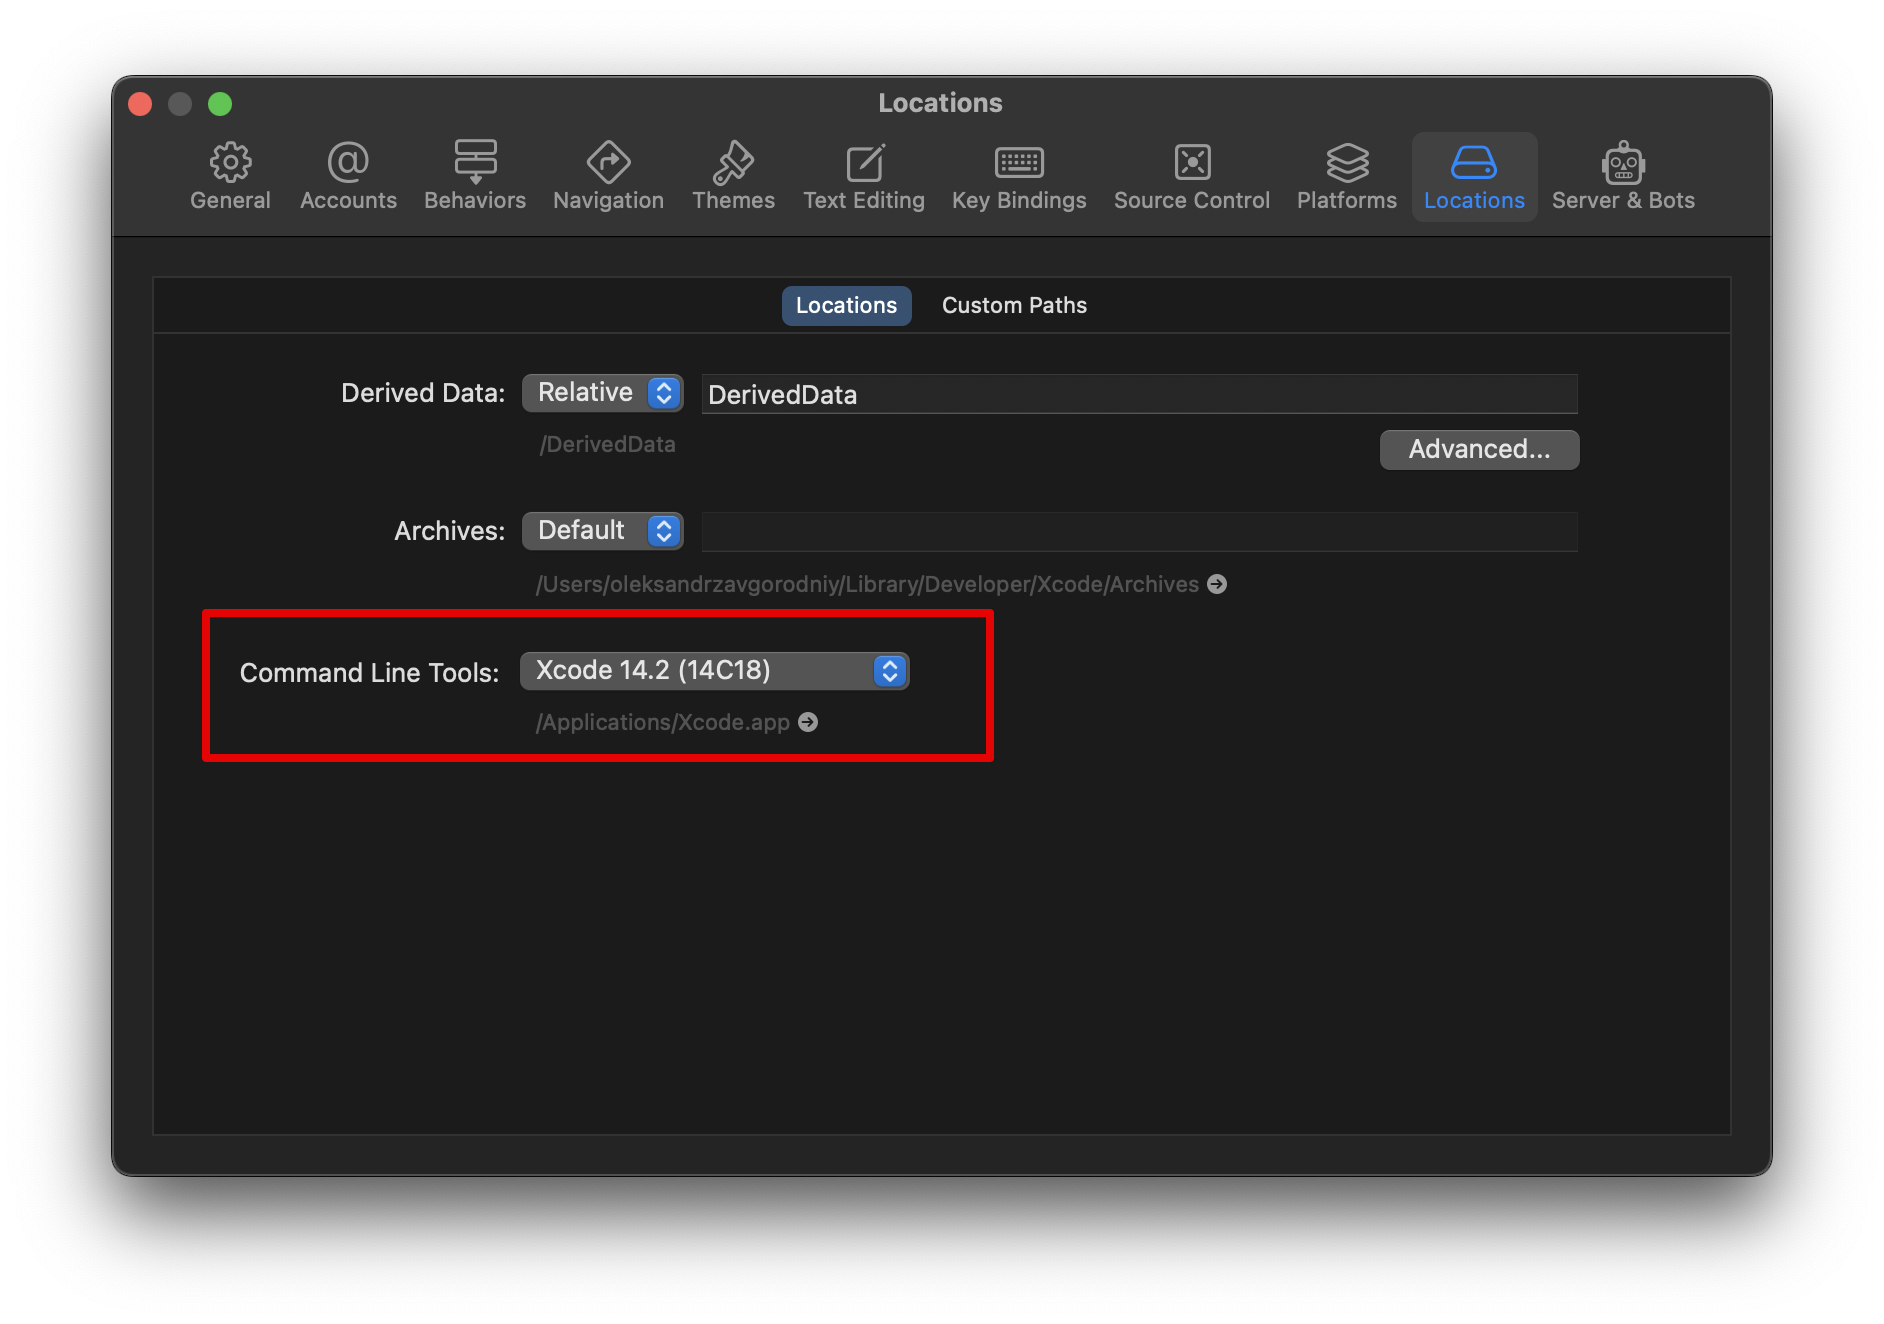 Locations
General Accounts Behaviors Navigation Themes Text Editing Key Bindings Source Control Platforms Locations Server & Bots
Locations Custom Paths
Derived Data: Relative DerivedData
/DerivedData
Advanced...
Archives: Default
/Users/oleksandrzavgorodniy/Library/Developer/Xcode/Archives
Command Line Tools: Xcode 14.2 (14C18)
/Applications/Xcode.app